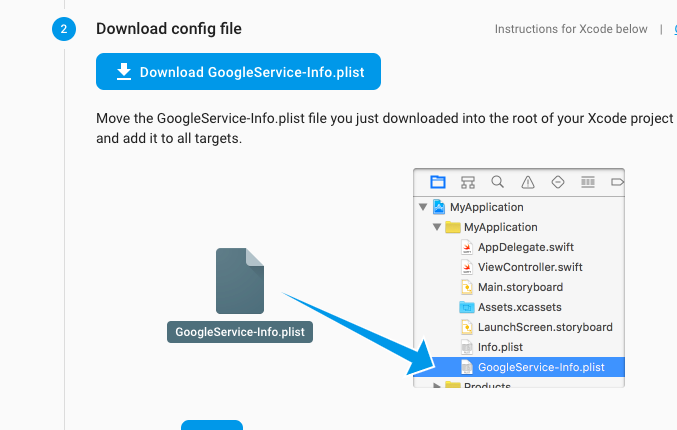 2
Download config file
Instructions for Xcode below |
Download GoogleService-Info.plist
Move the GoogleService-Info.plist file you just downloaded into the root of your Xcode project
and add it to all targets.
MyApplication
MyApplication
AppDelegate.swift
ViewController.swift
Main.storyboard
Assets.xcassets
LaunchScreen.storyboard
Info.plist
GoogleService-Info.plist
Products
GoogleService-Info.plist